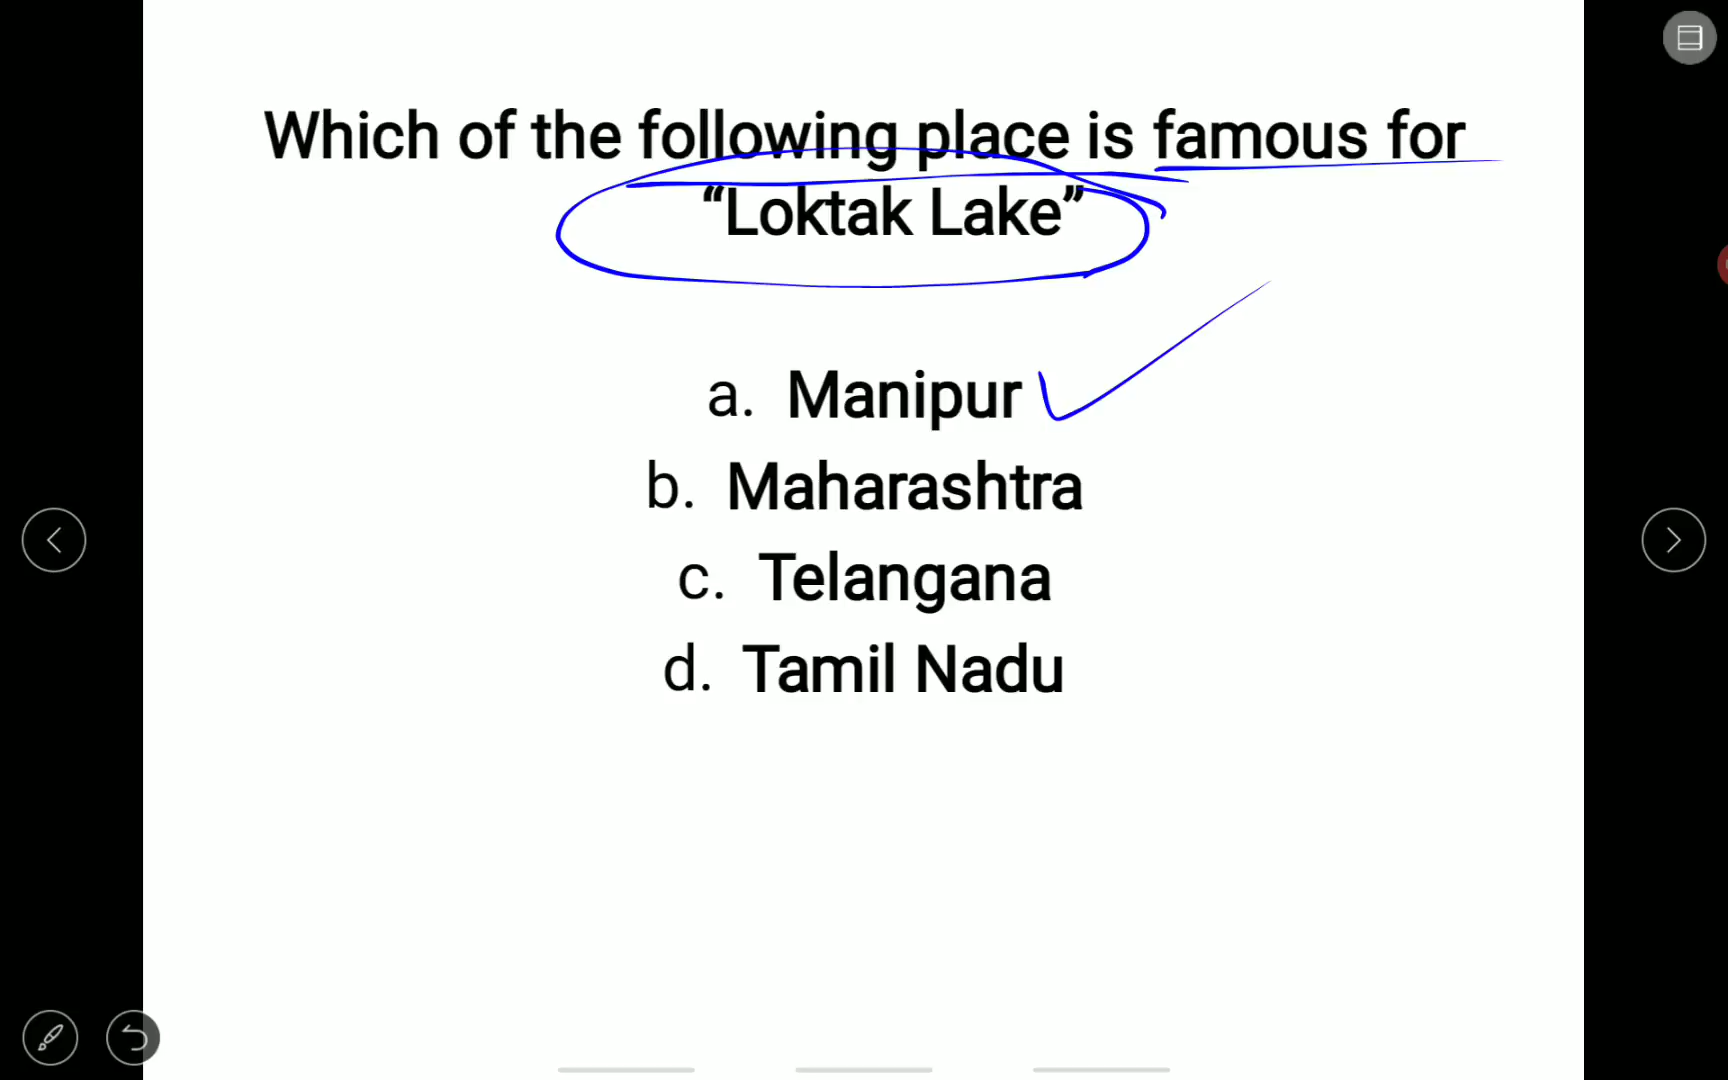 Which of the following place is famous for
“Loktak Lake”
a. Manipur
b. Maharashtra
c. Telangana
d. Tamil Nadu